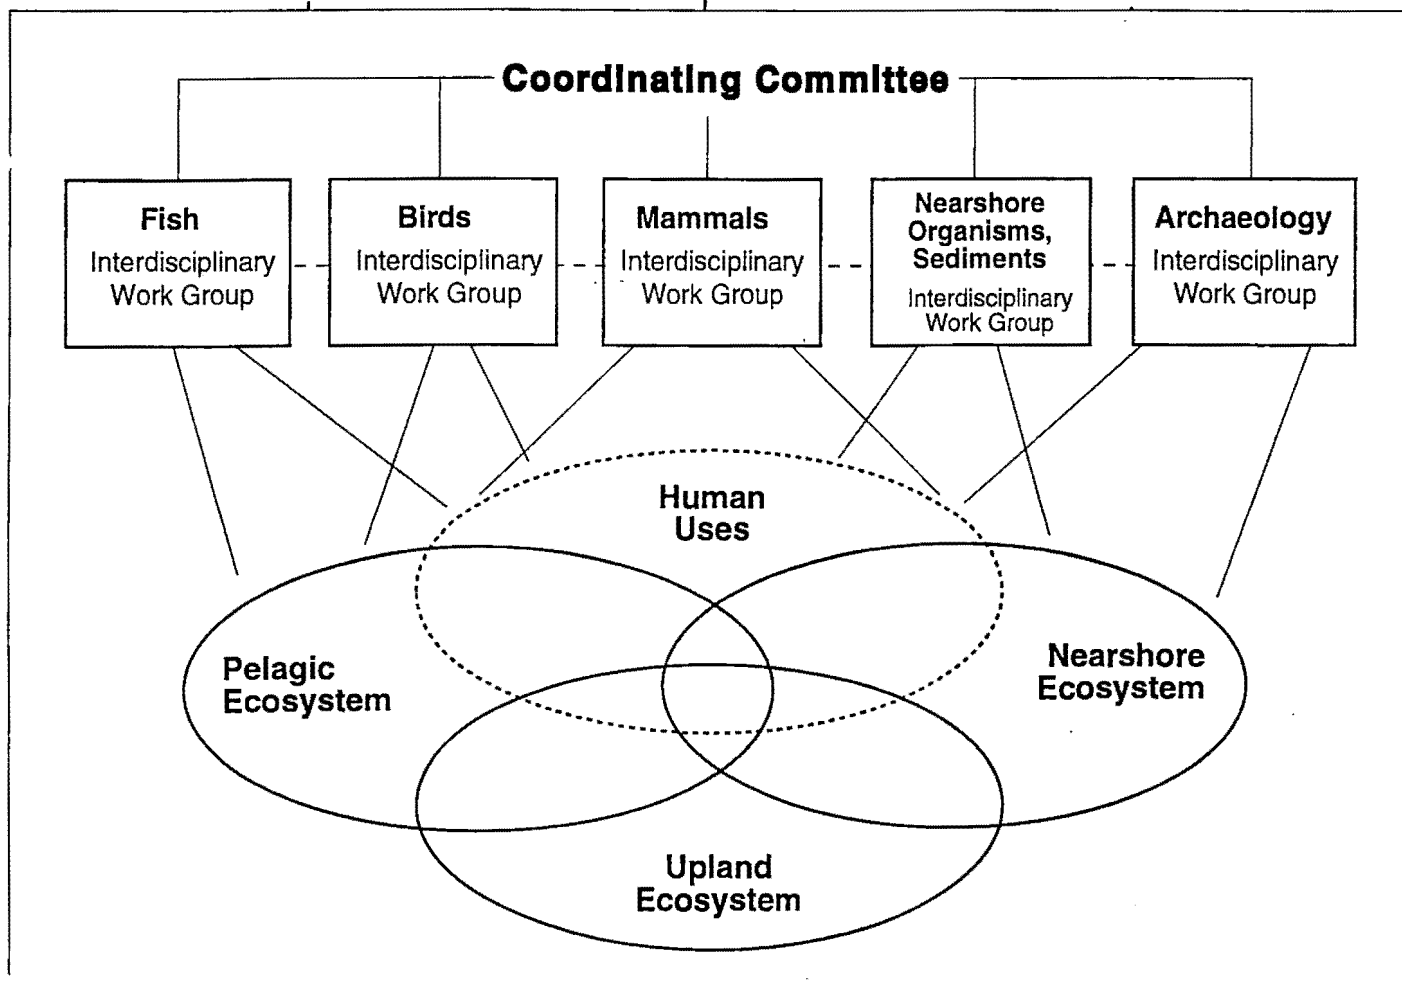 Coordinating Committee
Fish
Interdisciplinary
Work Group
Birds
Interdisciplinary
Work Group
Mammals
Interdisciplinary
Work Group
Nearshore
Organisms,
Sediments
Interdisciplinary
Work Group
Archaeology
Interdisciplinary
Work Group
Human
Uses
Pelagic
Ecosystem
Nearshore
Ecosystem
Upland
Ecosystem